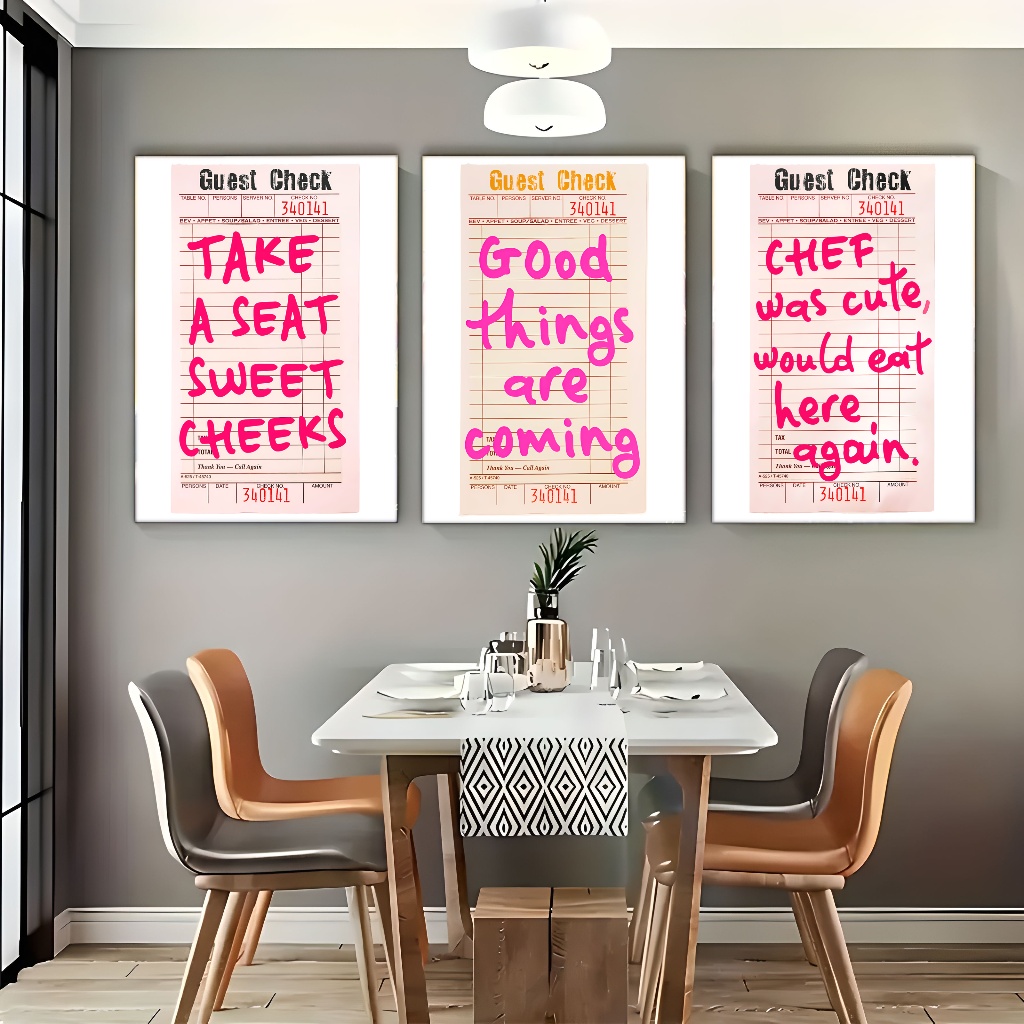 Guest Check
TABLE NO. PERSONS SERVER NO. CHECK NO.
340141
BEV • APPET • SOUP/SALAD • ENTREE • VEG • DESSERT
TAKE
A SEAT
SWEET
CHEEKS
TAX
TOTAL
Thank You — Call Again
PERSONS DATE CHECK NO. AMOUNT
340141
Guest Check
TABLE NO. PERSONS SERVER NO. CHECK NO.
340141
BEV • APPET • SOUP/SALAD • ENTREE • VEG • DESSERT
Good
things
are
coming
TAX
TOTAL
Thank You — Call Again
PERSONS DATE CHECK NO. AMOUNT
340141
Guest Check
TABLE NO. PERSONS SERVER NO. CHECK NO.
340141
BEV • APPET • SOUP/SALAD • ENTREE • VEG • DESSERT
CHEF
was cute,
would eat
here
again.
TAX
TOTAL
Thank You —
PERSONS DATE CHECK NO. AMOUNT
340141